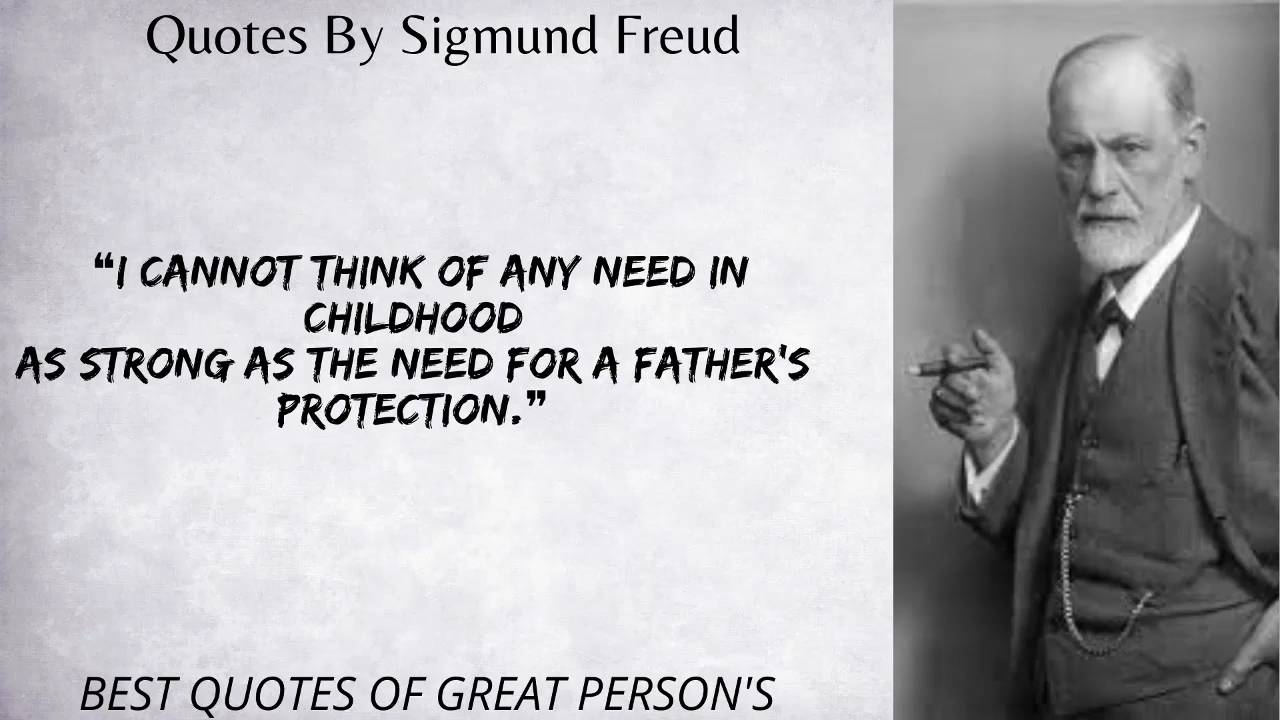 Quotes By Sigmund Freud
❝I CANNOT THINK OF ANY NEED IN
CHILDHOOD
AS STRONG AS THE NEED FOR A FATHER'S
PROTECTION.❞
BEST QUOTES OF GREAT PERSON'S